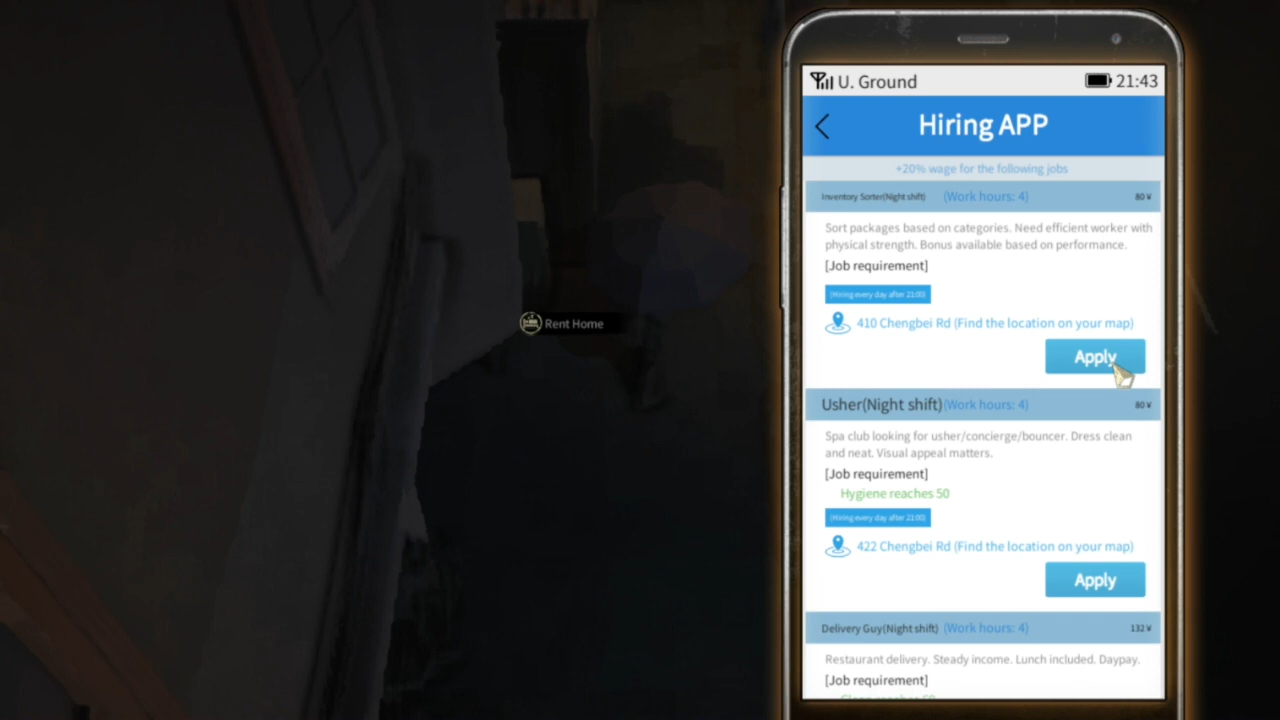 U. Ground
21:43
Hiring APP
+20% wage for the following jobs
Inventory Sorter(Night shift) (Work hours: 4) 80 ¥
Sort packages based on categories. Need efficient worker with
physical strength. Bonus available based on performance.
[Job requirement]
(Hiring every day after 21:00)
410 Chengbei Rd (Find the location on your map)
Apply
Usher(Night shift)(Work hours: 4) 80 ¥
Spa club looking for usher/concierge/bouncer. Dress clean
and neat. Visual appeal matters.
[Job requirement]
Hygiene reaches 50
(Hiring every day after 21:00)
422 Chengbei Rd (Find the location on your map)
Apply
Delivery Guy(Night shift) (Work hours: 4) 132 ¥
Restaurant delivery. Steady income. Lunch included. Daypay.
[Job requirement]
Rent Home